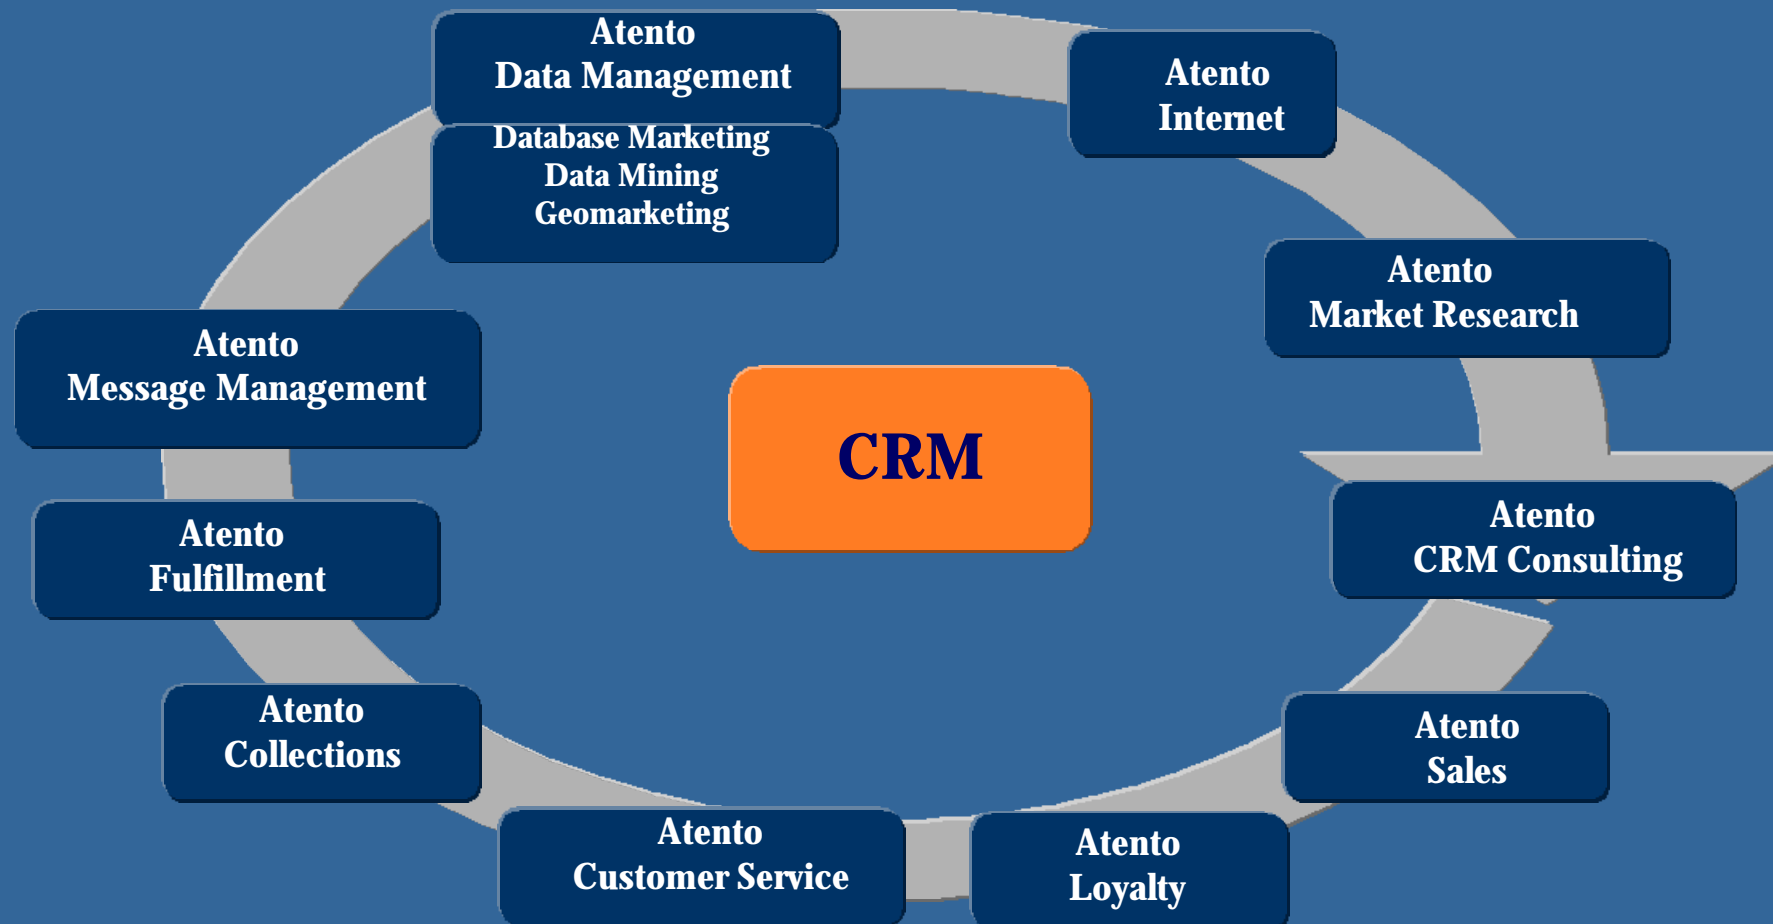 Atento
Data Management
Database Marketing
Data Mining
Geomarketing
Atento
Internet
Atento
Market Research
Atento
Message Management
CRM
Atento
CRM Consulting
Atento
Fulfillment
Atento
Collections
Atento
Sales
Atento
Customer Service
Atento
Loyalty